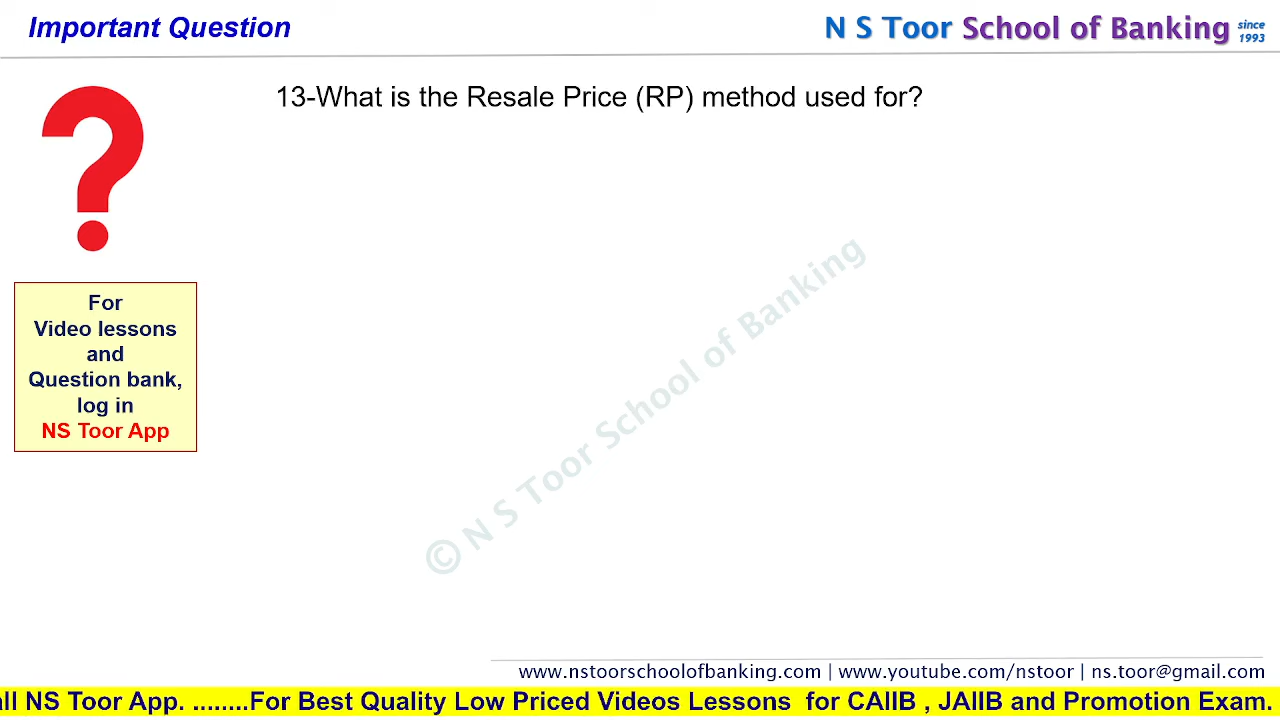 Important Question
N S Toor School of Banking since 1993
13-What is the Resale Price (RP) method used for?
For
Video lessons
and
Question bank,
log in
NS Toor App
© N S Toor School of Banking
www.nstoorschoolofbanking.com | www.youtube.com/nstoor | ns.toor@gmail.com
NS Toor App. ........For Best Quality Low Priced Videos Lessons for CAIIB , JAIIB and Promotion Exam.